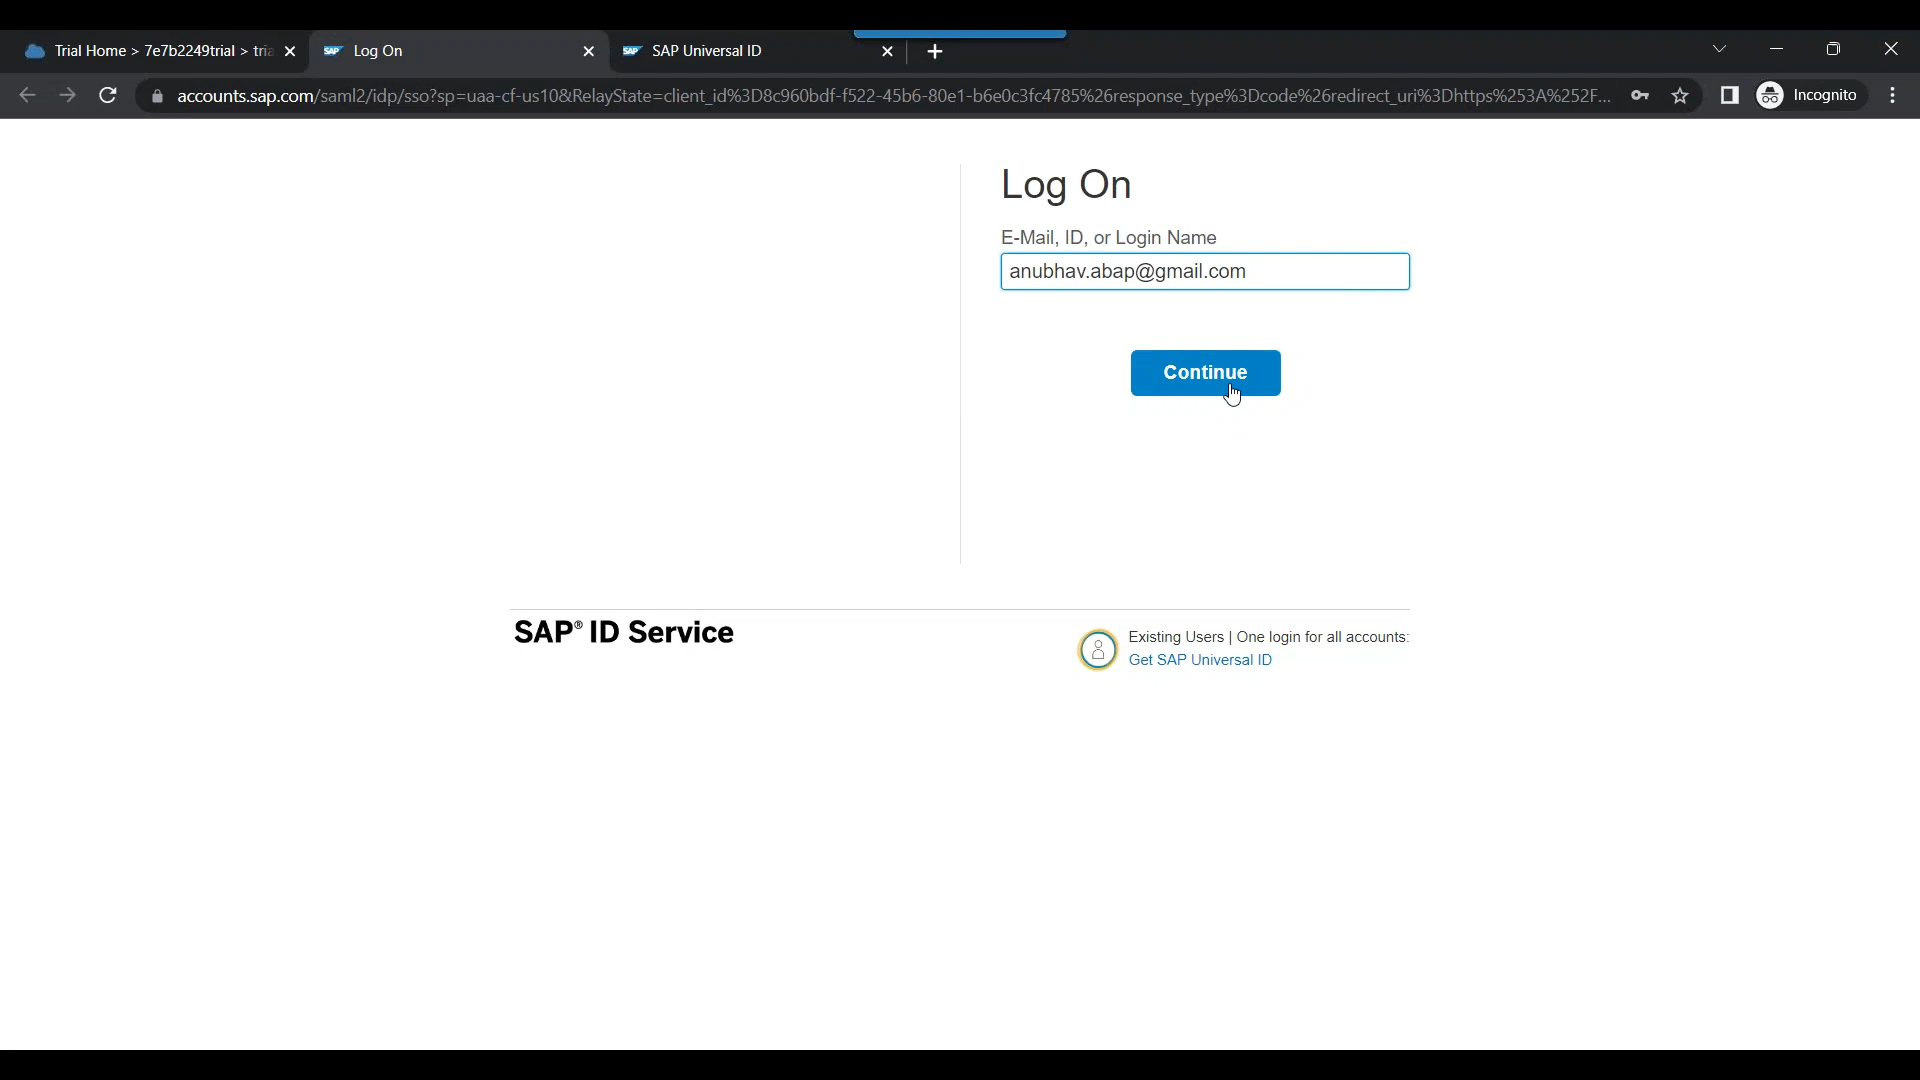 Trial Home > 7e7b2249trial > tria
Log On
SAP Universal ID
accounts.sap.com/saml2/idp/sso?sp=uaa-cf-us10&RelayState=client_id%3D8c960bdf-f522-45b6-80e1-b6e0c3fc4785%26response_type%3Dcode%26redirect_uri%3Dhttps%253A%252F...
Incognito
Log On
E-Mail, ID, or Login Name
anubhav.abap@gmail.com
Continue
SAP® ID Service
Existing Users | One login for all accounts:
Get SAP Universal ID